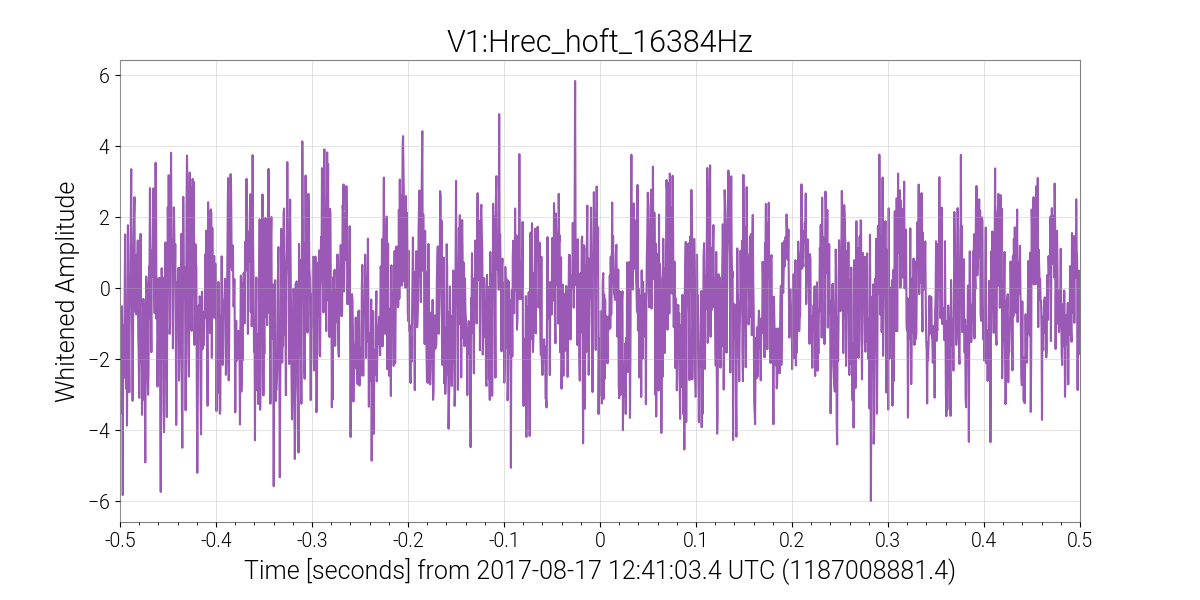 V1:Hrec_hoft_16384Hz
Whitened Amplitude
6
4
2
0
−2
−4
−6
-0.5 -0.4 -0.3 -0.2 -0.1 0 0.1 0.2 0.3 0.4 0.5
Time [seconds] from 2017-08-17 12:41:03.4 UTC (1187008881.4)